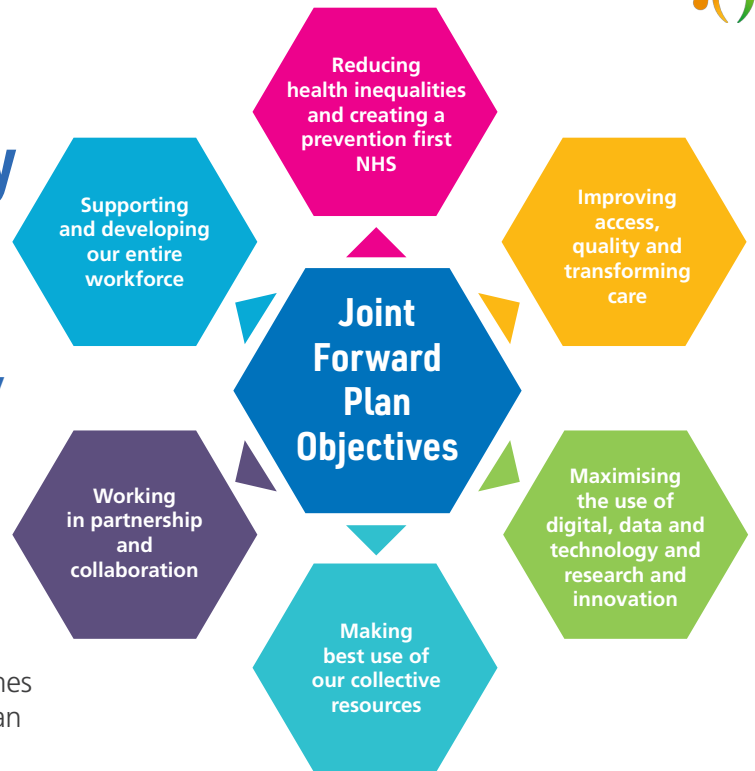 Reducing
health inequalities
and creating a
prevention first
NHS
Supporting
and developing
our entire
workforce
Improving
access,
quality and
transforming
care
Joint
Forward
Plan
Objectives
Working
in partnership
and
collaboration
Maximising
the use of
digital, data and
technology and
research and
innovation
Making
best use of
our collective
resources